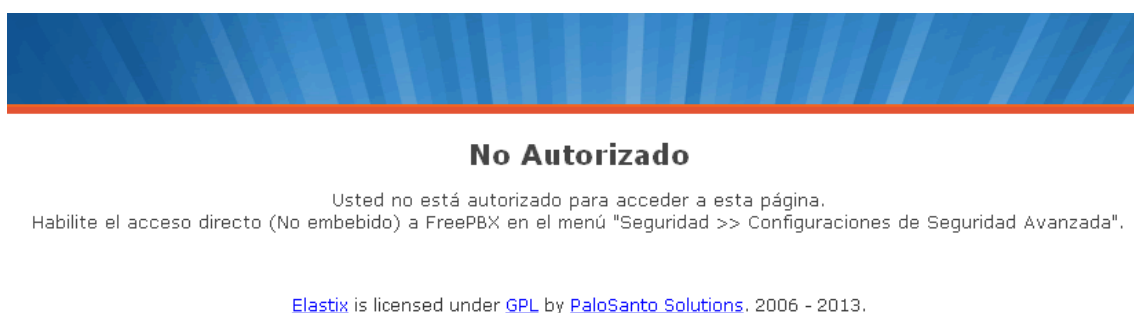 No Autorizado
Usted no está autorizado para acceder a esta página.
Habilite el acceso directo (No embebido) a FreePBX en el menú "Seguridad >> Configuraciones de Seguridad Avanzada".
Elastix is licensed under GPL by PaloSanto Solutions. 2006 - 2013.